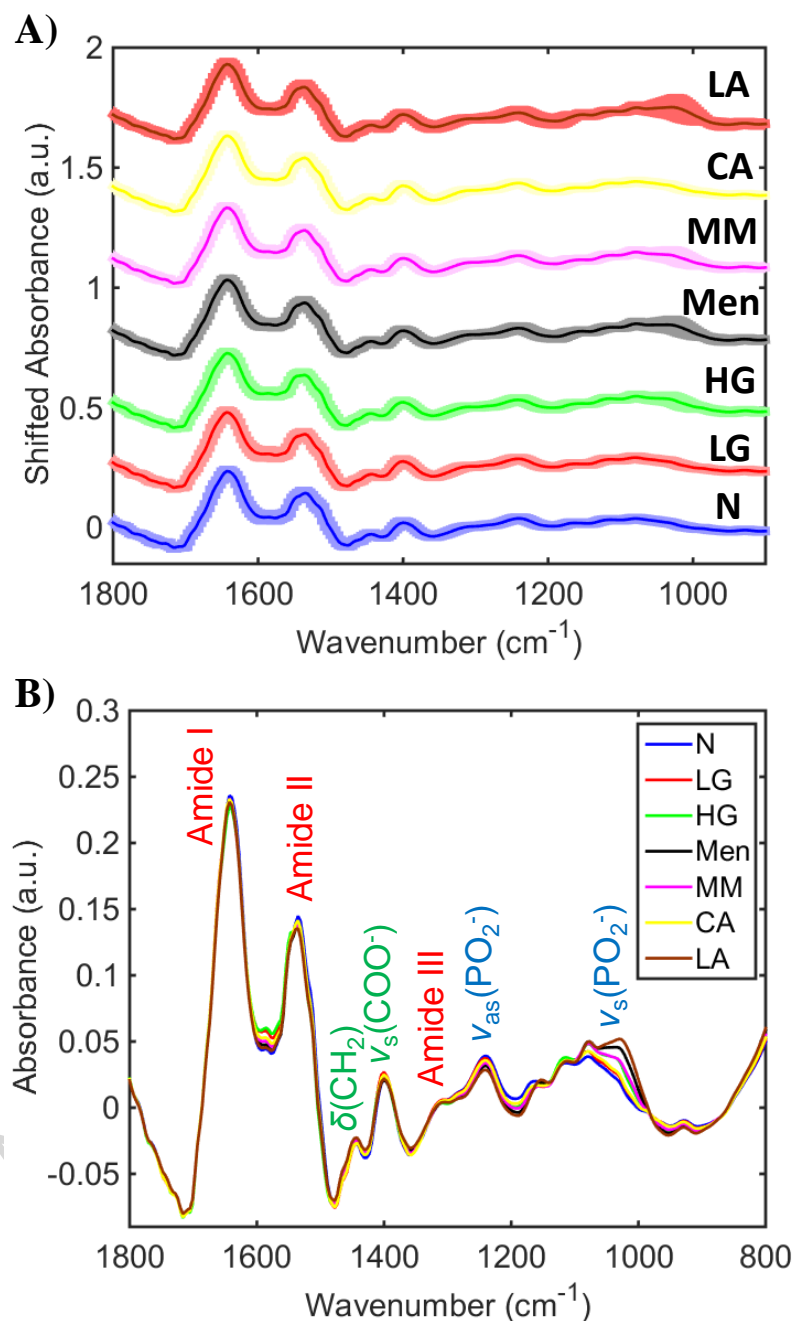 A)
Shifted Absorbance (a.u.)
2
1.5
1
0.5
0
LA
CA
MM
Men
HG
LG
N
1800 1600 1400 1200 1000
Wavenumber (cm⁻¹)
B)
Absorbance (a.u.)
0.3
0.25
0.2
0.15
0.1
0.05
0
-0.05
Amide I
Amide II
δ(CH₂)
νₛ(COO⁻)
Amide III
νₐₛ(PO₂⁻)
νₛ(PO₂⁻)
N
LG
HG
Men
MM
CA
LA
1800 1600 1400 1200 1000 800
Wavenumber (cm⁻¹)